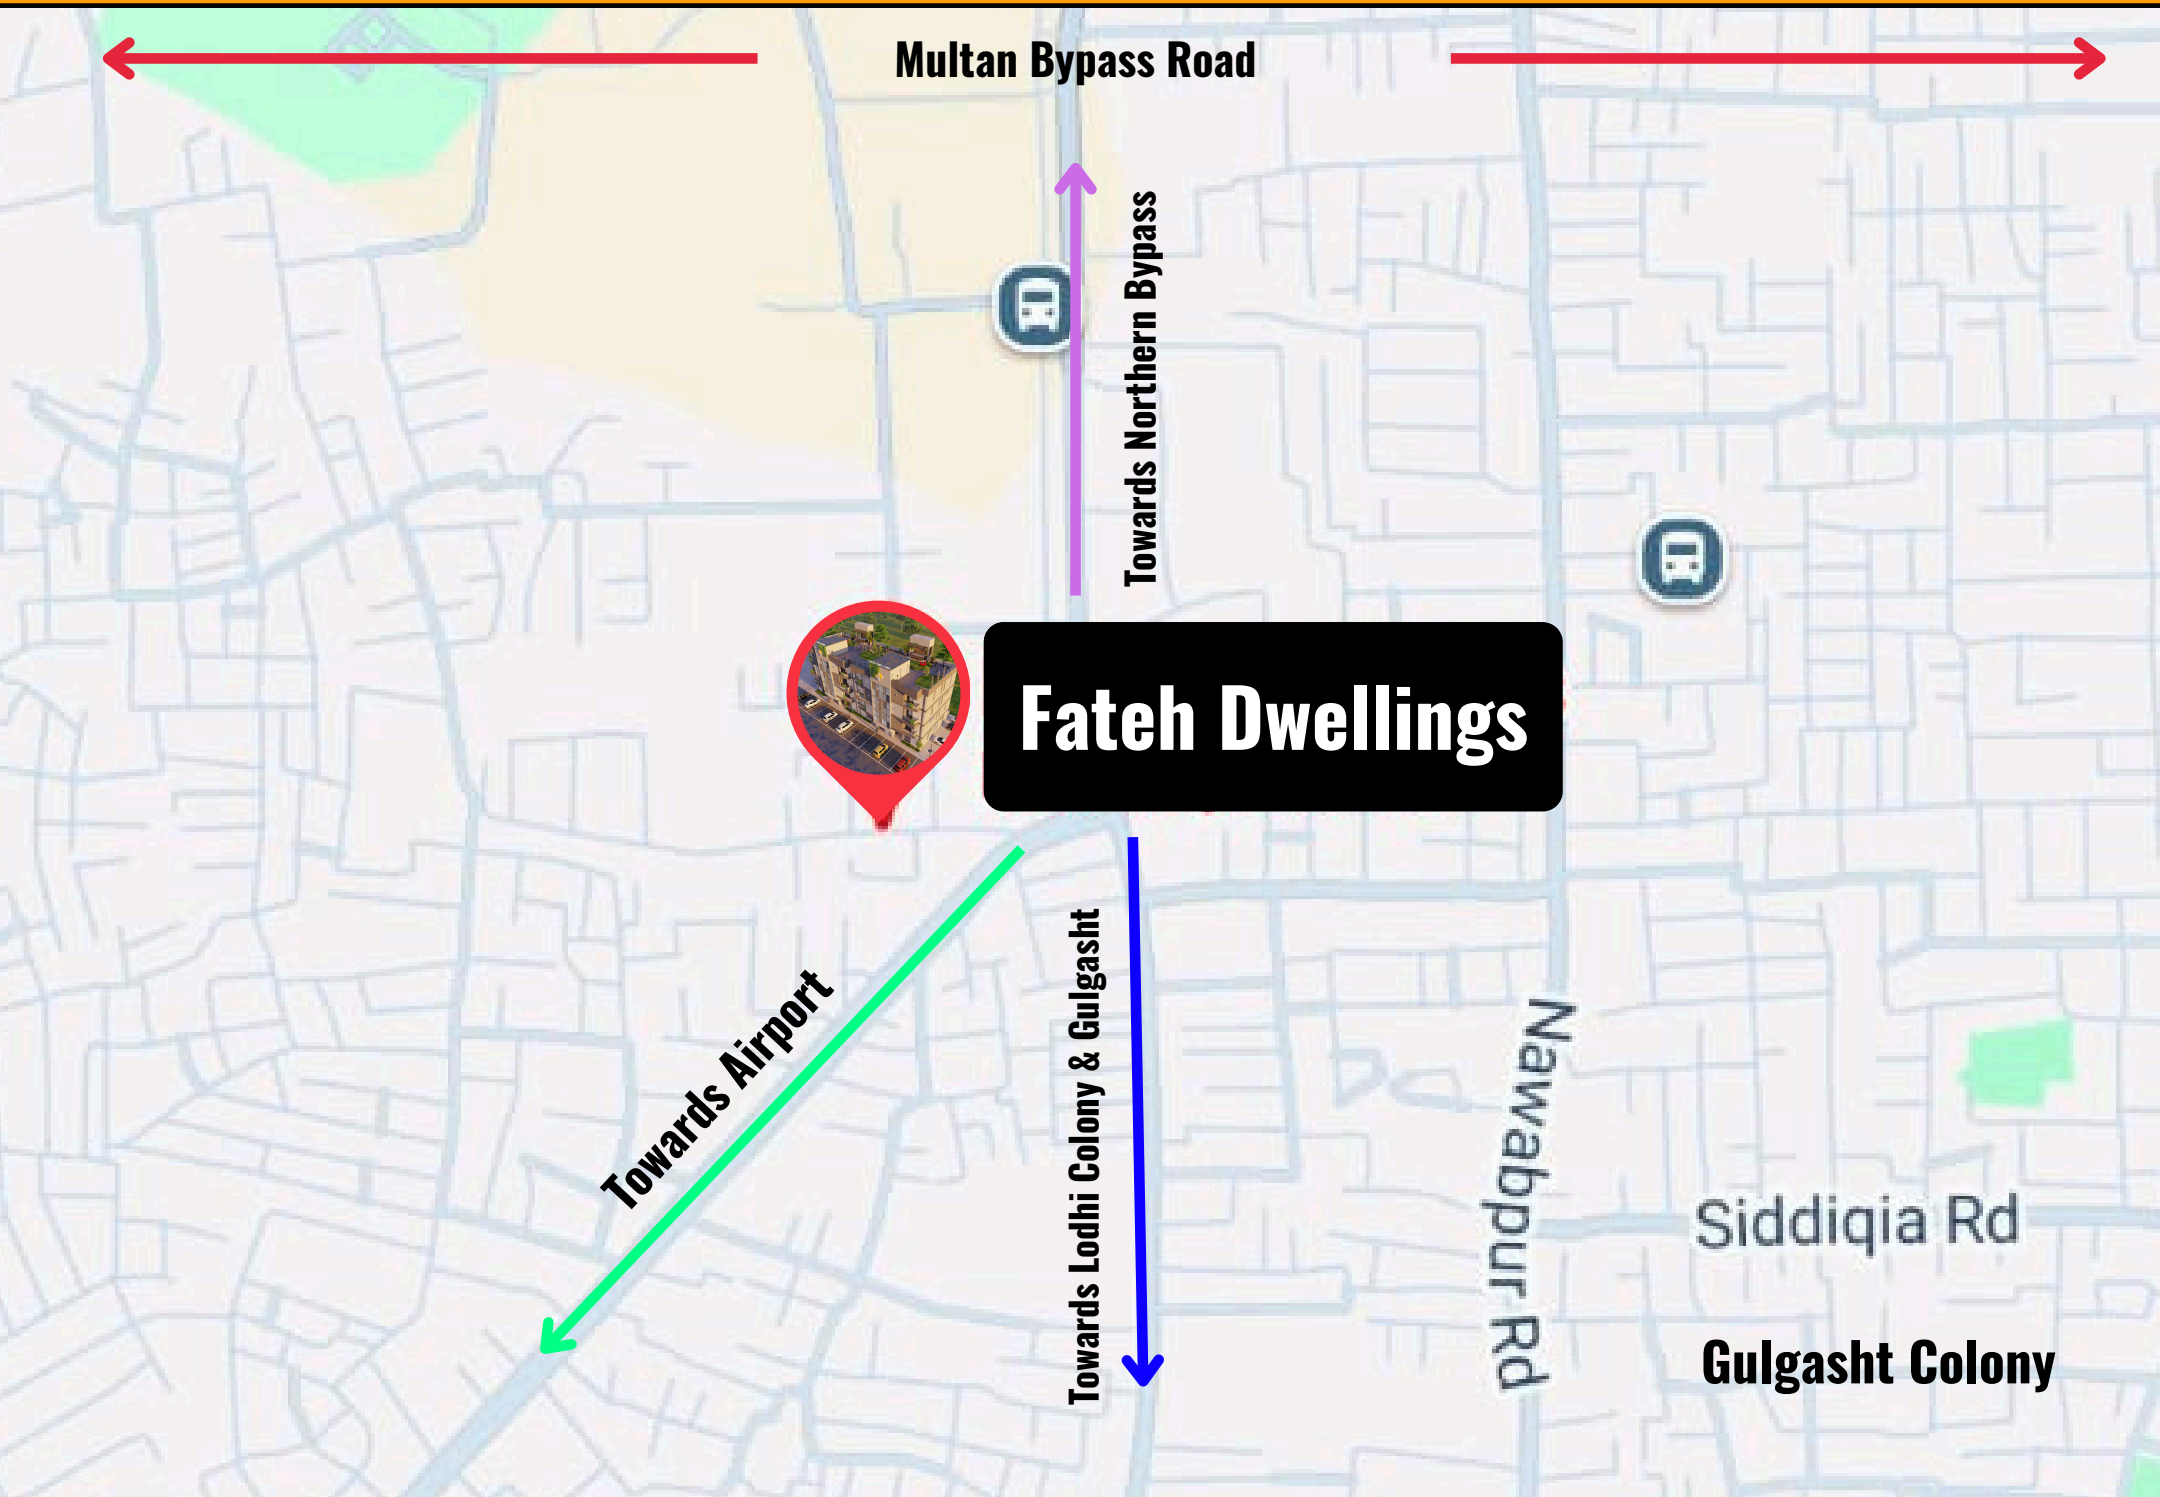 Multan Bypass Road
Towards Northern Bypass
Fateh Dwellings
Towards Airport
Towards Lodhi Colony & Gulgasht
Nawabpur Rd
Siddiqia Rd
Gulgasht Colony